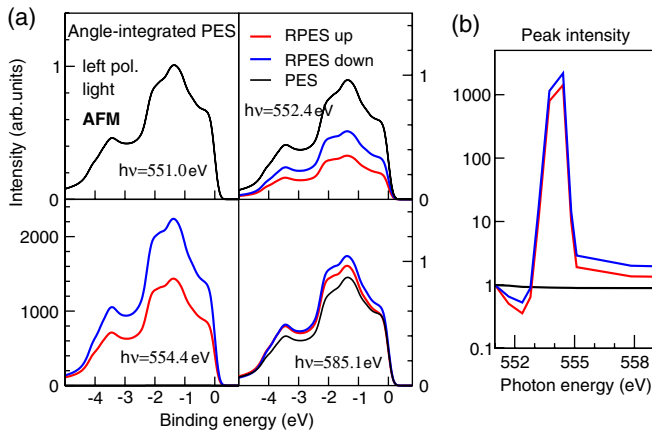 (a)
Angle-integrated PES
left pol.
light
AFM
hν=551.0eV
RPES up
RPES down
PES
hν=552.4eV
hν=554.4eV
hν=585.1eV
Intensity (arb.units)
1
0
1
0
2000
1000
0
1
0
-4 -3 -2 -1 0
-4 -3 -2 -1 0
Binding energy (eV)
(b)
Peak intensity
1000
100
10
1
0.1
552 555 558
Photon energy (eV)